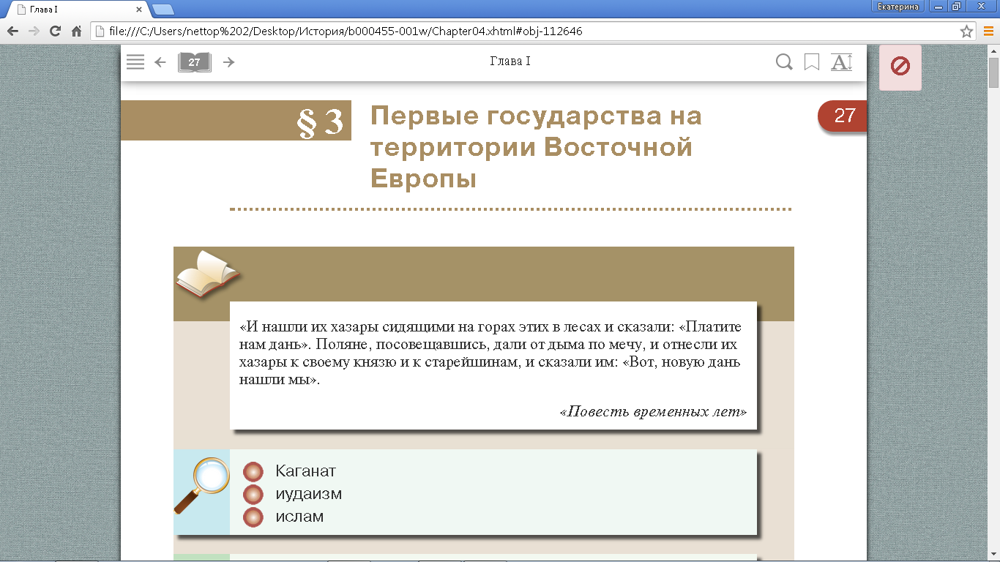 Глава I
Екатерина
file:///C:/Users/nettop%202/Desktop/История/b000455-001w/Chapter04.xhtml#obj-112646
27
Глава I
A
§ 3
Первые государства на
территории Восточной
Европы
27
«И нашли их хазары сидящими на горах этих в лесах и сказали: «Платите
нам дань». Поляне, посовещавшись, дали от дыма по мечу, и отнесли их
хазары к своему князю и к старейшинам, и сказали им: «Вот, новую дань
нашли мы».
«Повесть временных лет»
Каганат
иудаизм
ислам